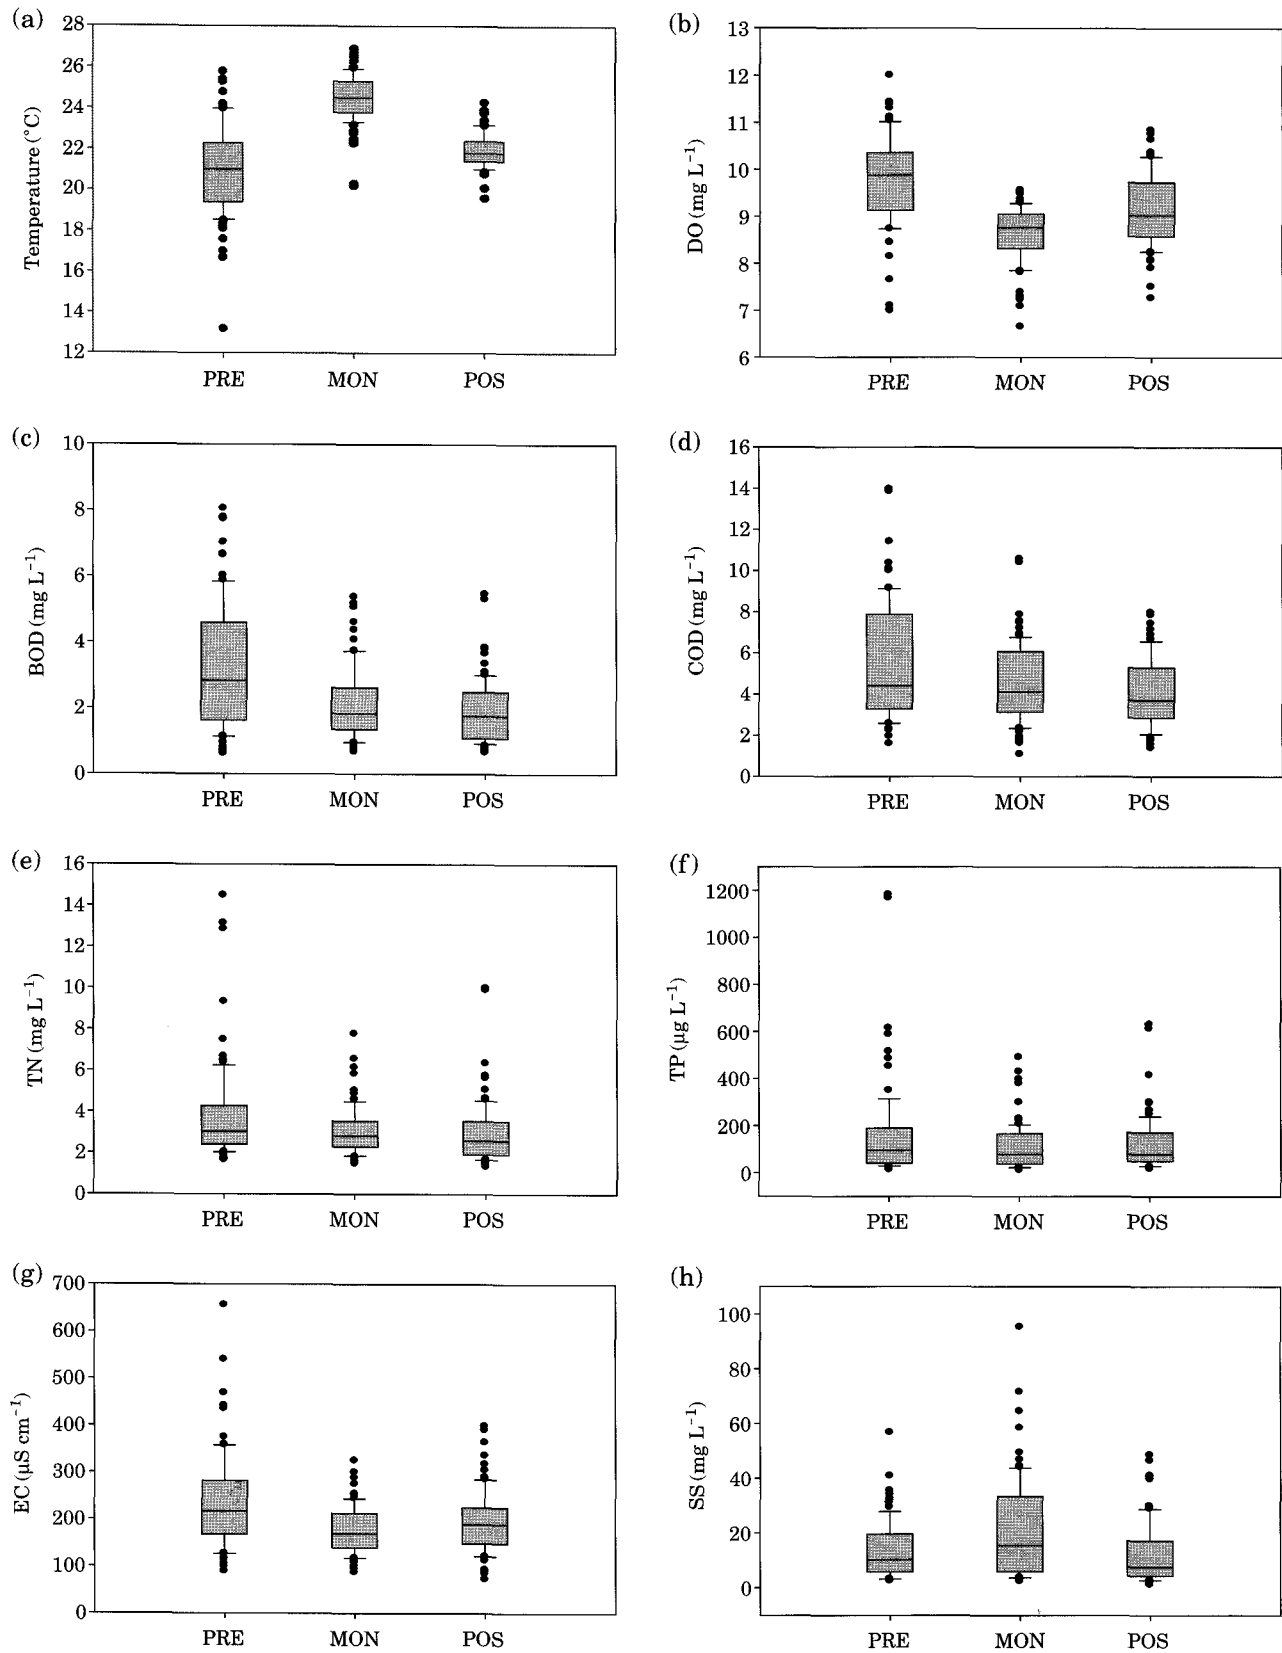 (a)
28
26
24
22
20
18
16
14
12
Temperature (°C)
PRE MON POS
(b)
13
12
11
10
9
8
7
6
DO (mg L⁻¹)
PRE MON POS
(c)
10
8
6
4
2
0
BOD (mg L⁻¹)
PRE MON POS
(d)
16
14
12
10
8
6
4
2
0
COD (mg L⁻¹)
PRE MON POS
(e)
16
14
12
10
8
6
4
2
0
TN (mg L⁻¹)
PRE MON POS
(f)
1200
1000
800
600
400
200
0
TP (µg L⁻¹)
PRE MON POS
(g)
700
600
500
400
300
200
100
0
EC (µS cm⁻¹)
PRE MON POS
(h)
100
80
60
40
20
0
SS (mg L⁻¹)
PRE MON POS